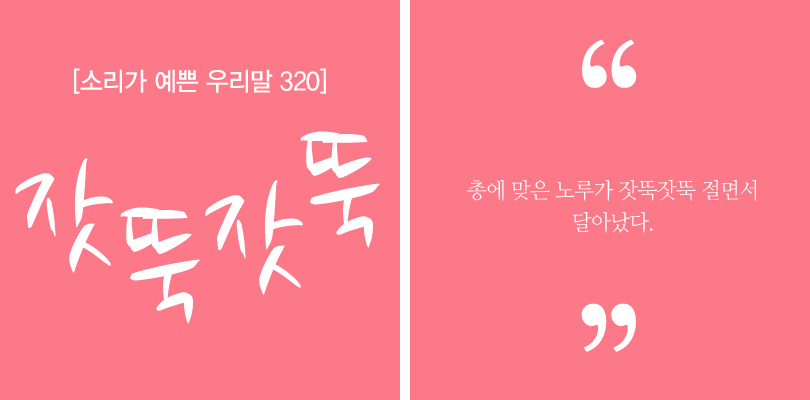 [소리가 예쁜 우리말 320]
잣뚝잣뚝
“
총에 맞은 노루가 잣뚝잣뚝 절면서
달아났다.
”